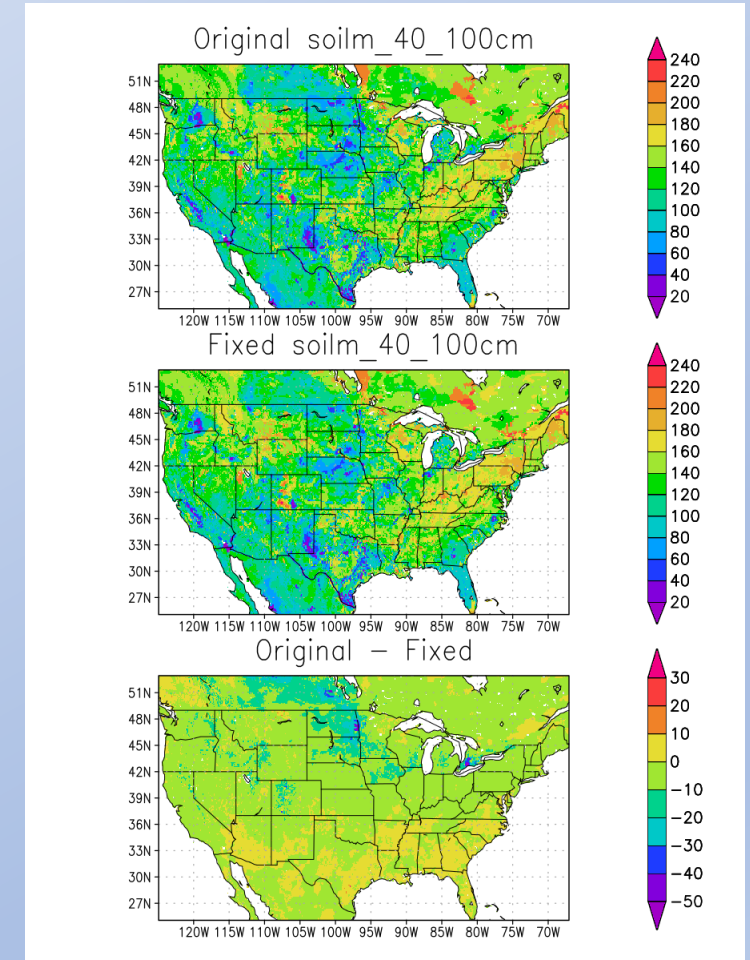 Original soilm_40_100cm
51N
48N
45N
42N
39N
36N
33N
30N
27N
120W 115W 110W 105W 100W 95W 90W 85W 80W 75W 70W
240
220
200
180
160
140
120
100
80
60
40
20
Fixed soilm_40_100cm
51N
48N
45N
42N
39N
36N
33N
30N
27N
120W 115W 110W 105W 100W 95W 90W 85W 80W 75W 70W
240
220
200
180
160
140
120
100
80
60
40
20
Original − Fixed
51N
48N
45N
42N
39N
36N
33N
30N
27N
120W 115W 110W 105W 100W 95W 90W 85W 80W 75W 70W
30
20
10
0
−10
−20
−30
−40
−50